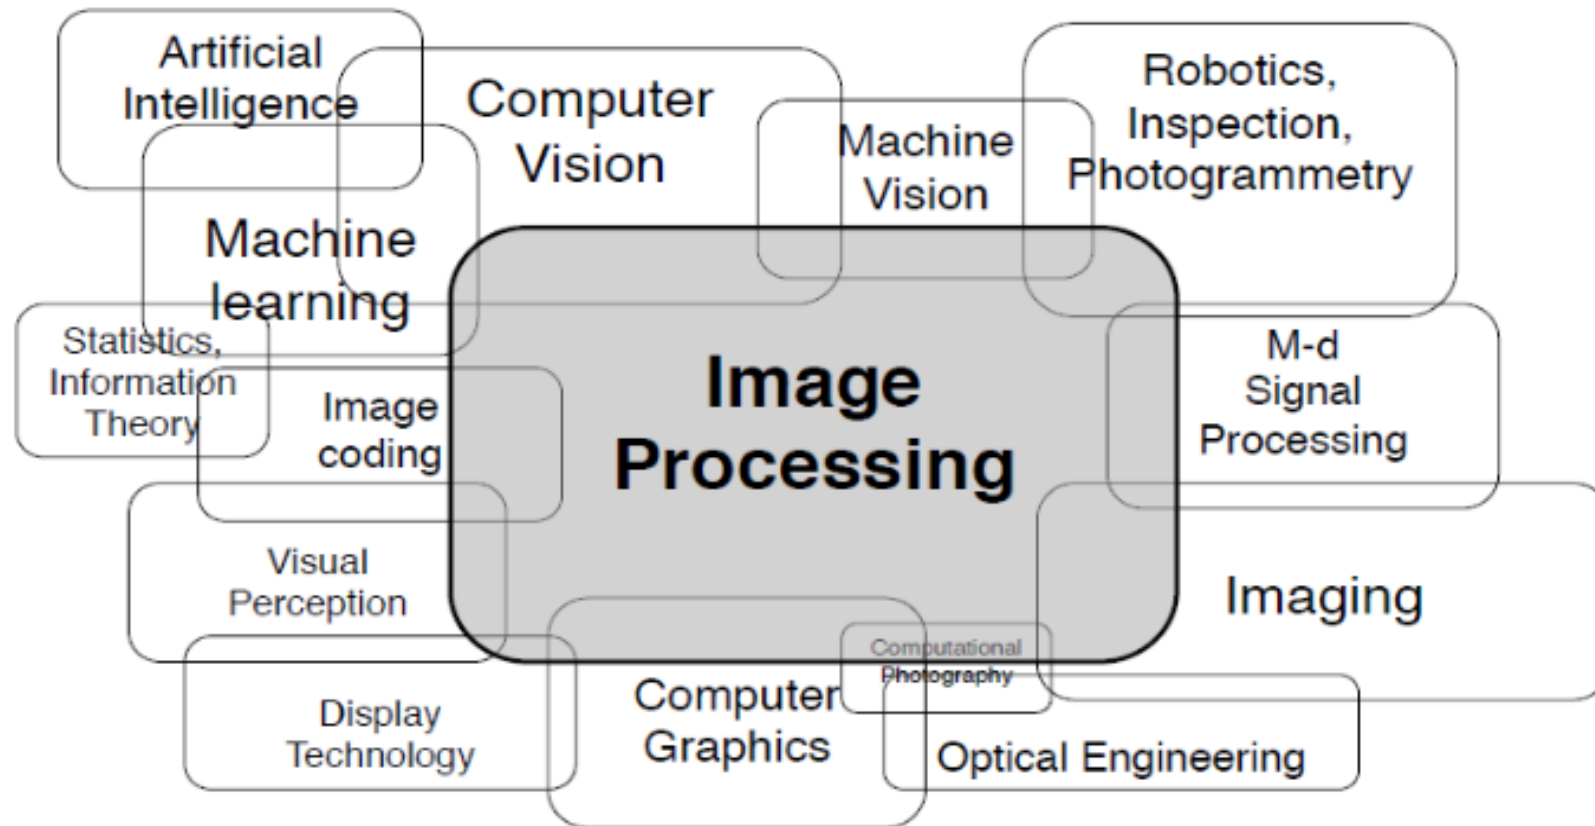 Artificial
Intelligence
Computer
Vision
Machine
Vision
Robotics,
Inspection,
Photogrammetry
Machine
learning
Statistics,
Information
Theory
Image
coding
Image
Processing
M-d
Signal
Processing
Visual
Perception
Imaging
Display
Technology
Computer
Graphics
Computational
Photography
Optical Engineering